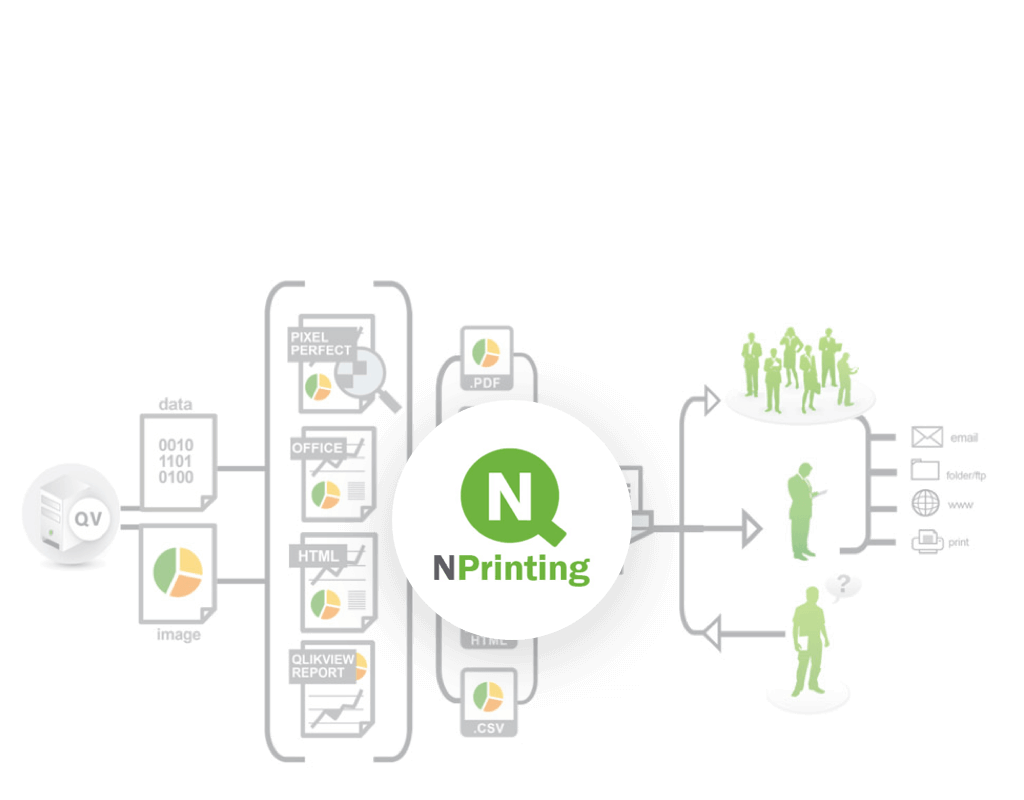 data
0010
1101
0100
QV
image
PIXEL
PERFECT
OFFICE
HTML
QLIKVIEW
REPORT
.PDF
N
NPrinting
HTML
.CSV
email
folder/ftp
www
print
?